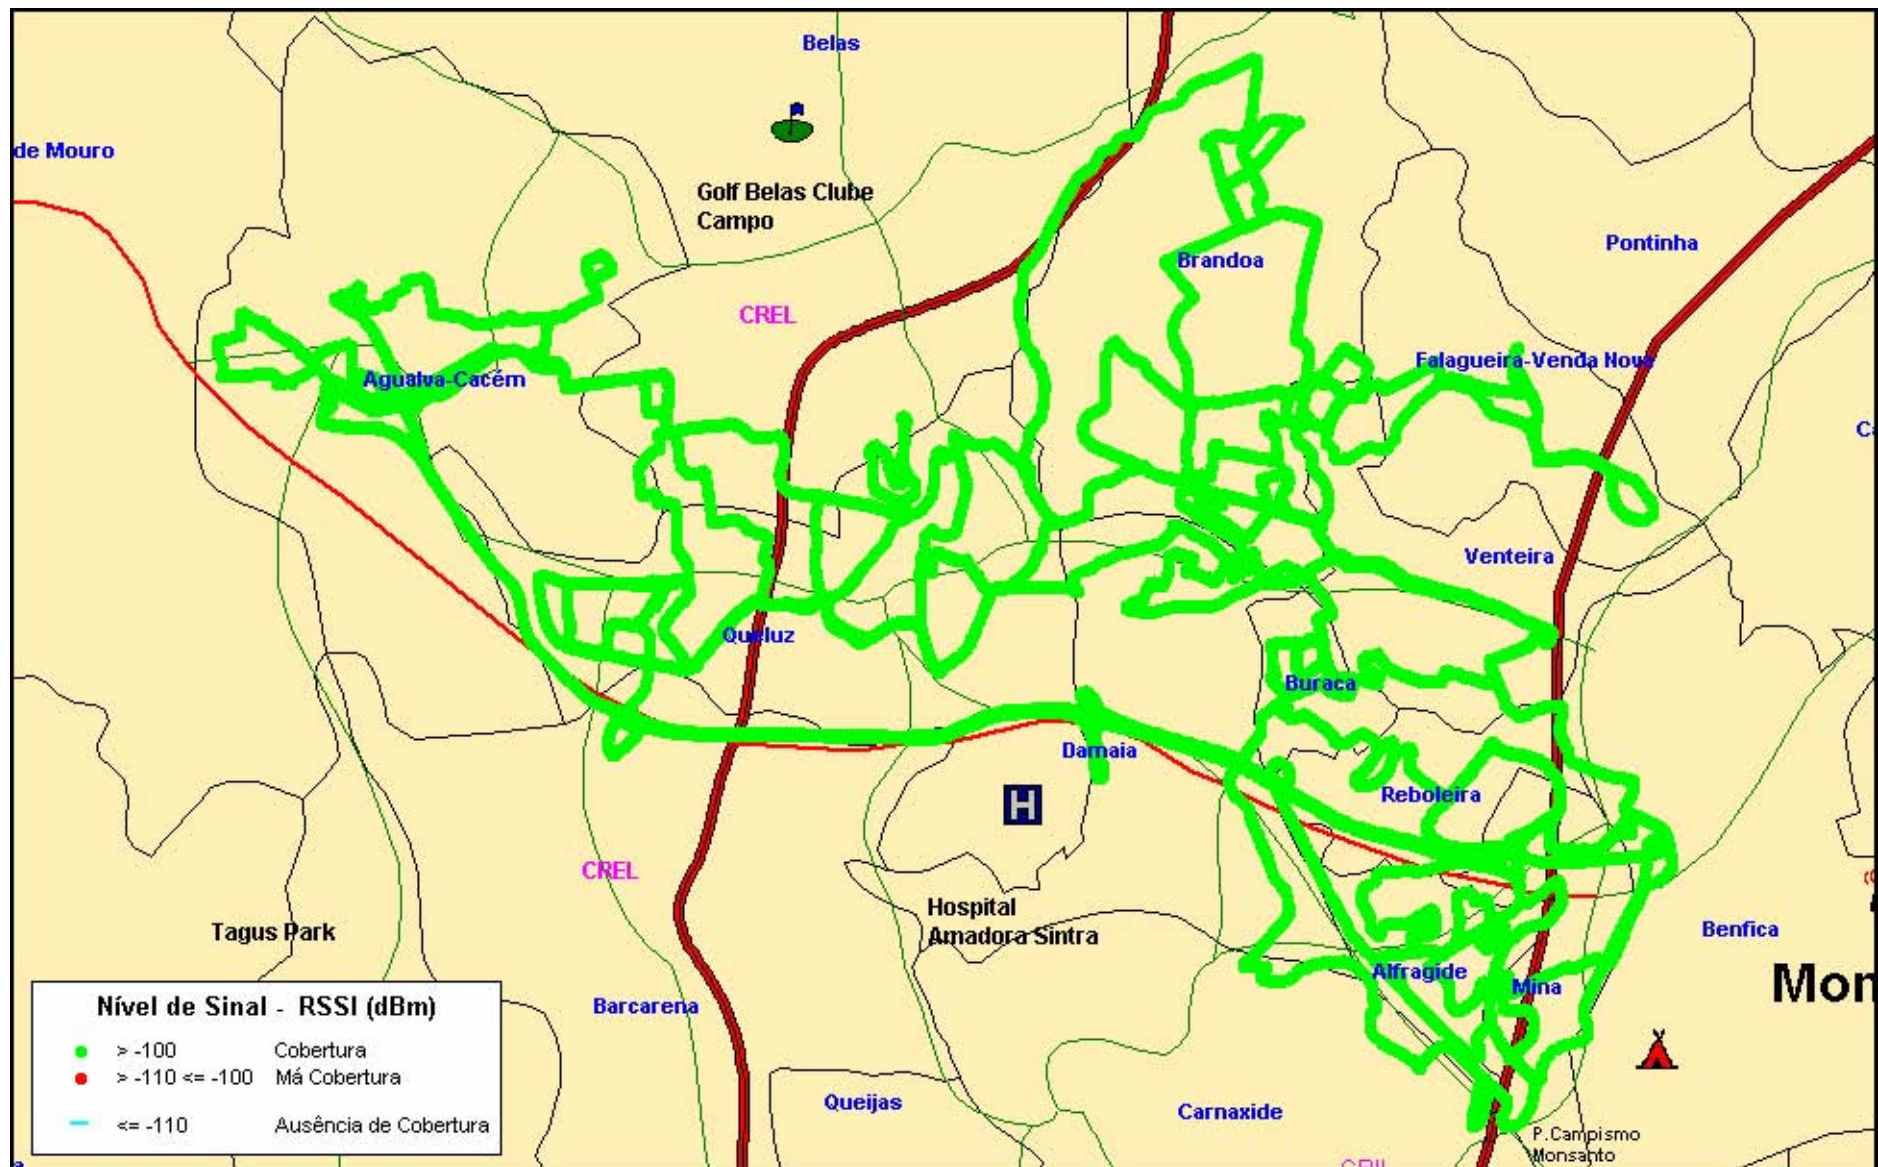 Belas
de Mouro
Golf Belas Clube
Campo
Pontinha
Brandoa
CREL
Falagueira-Venda Nova
Agualva-Cacém
Venteira
Queluz
Buraca
Damaia
Reboleira
H
CREL
Hospital
Amadora Sintra
Tagus Park
Benfica
Alfragide
Mina
Mon
Barcarena
Queijas
Carnaxide
P.Campismo
Monsanto
CRIL
Nível de Sinal - RSSI (dBm)
> -100 Cobertura
> -110 <= -100 Má Cobertura
<= -110 Ausência de Cobertura